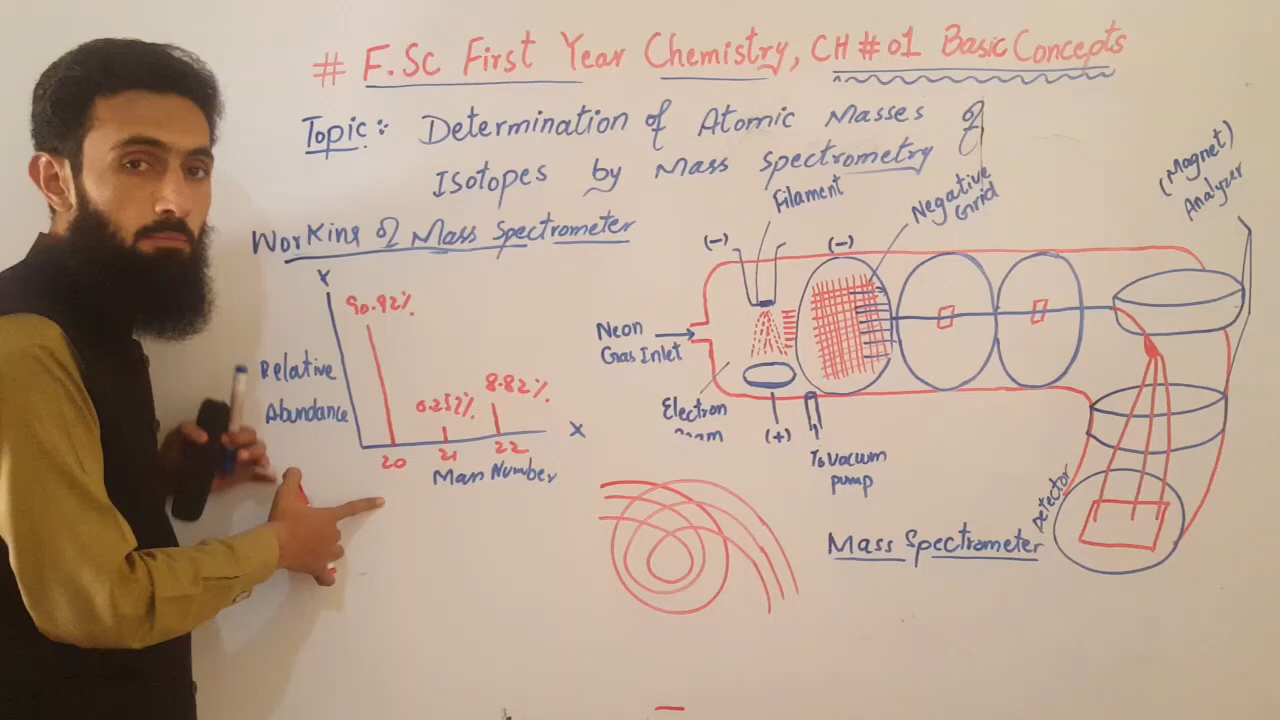 # F.Sc First Year Chemistry, CH # 01 Basic Concepts
Topic: Determination of Atomic Masses of
Isotopes by Mass Spectrometry
Working of Mass Spectrometer
Y
90.92%
0.257%
8.82%
Relative
Abundance
20
21
22
X
Mass Number
Filament
Negative
Grid
(Magnet)
Analyzer
(-)
(-)
Neon
Gas Inlet
Electron
(+)
To vacuum
pump
Detector
Mass Spectrometer